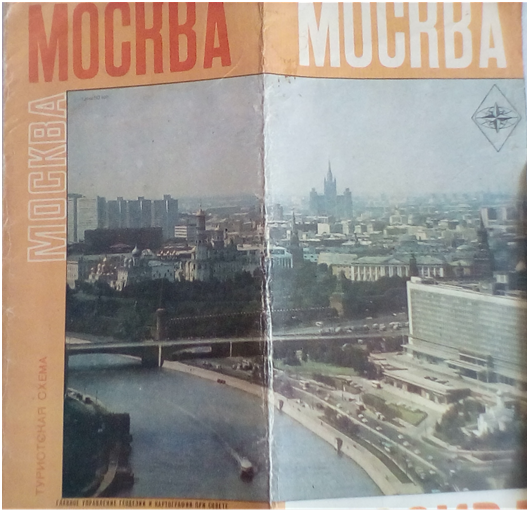 МОСКВА
МОСКВА
МОСКВА
ТУРИСТСКАЯ СХЕМА
ГЛАВНОЕ УПРАВЛЕНИЕ ГЕОДЕЗИИ И КАРТОГРАФИИ ПРИ СОВЕТЕ